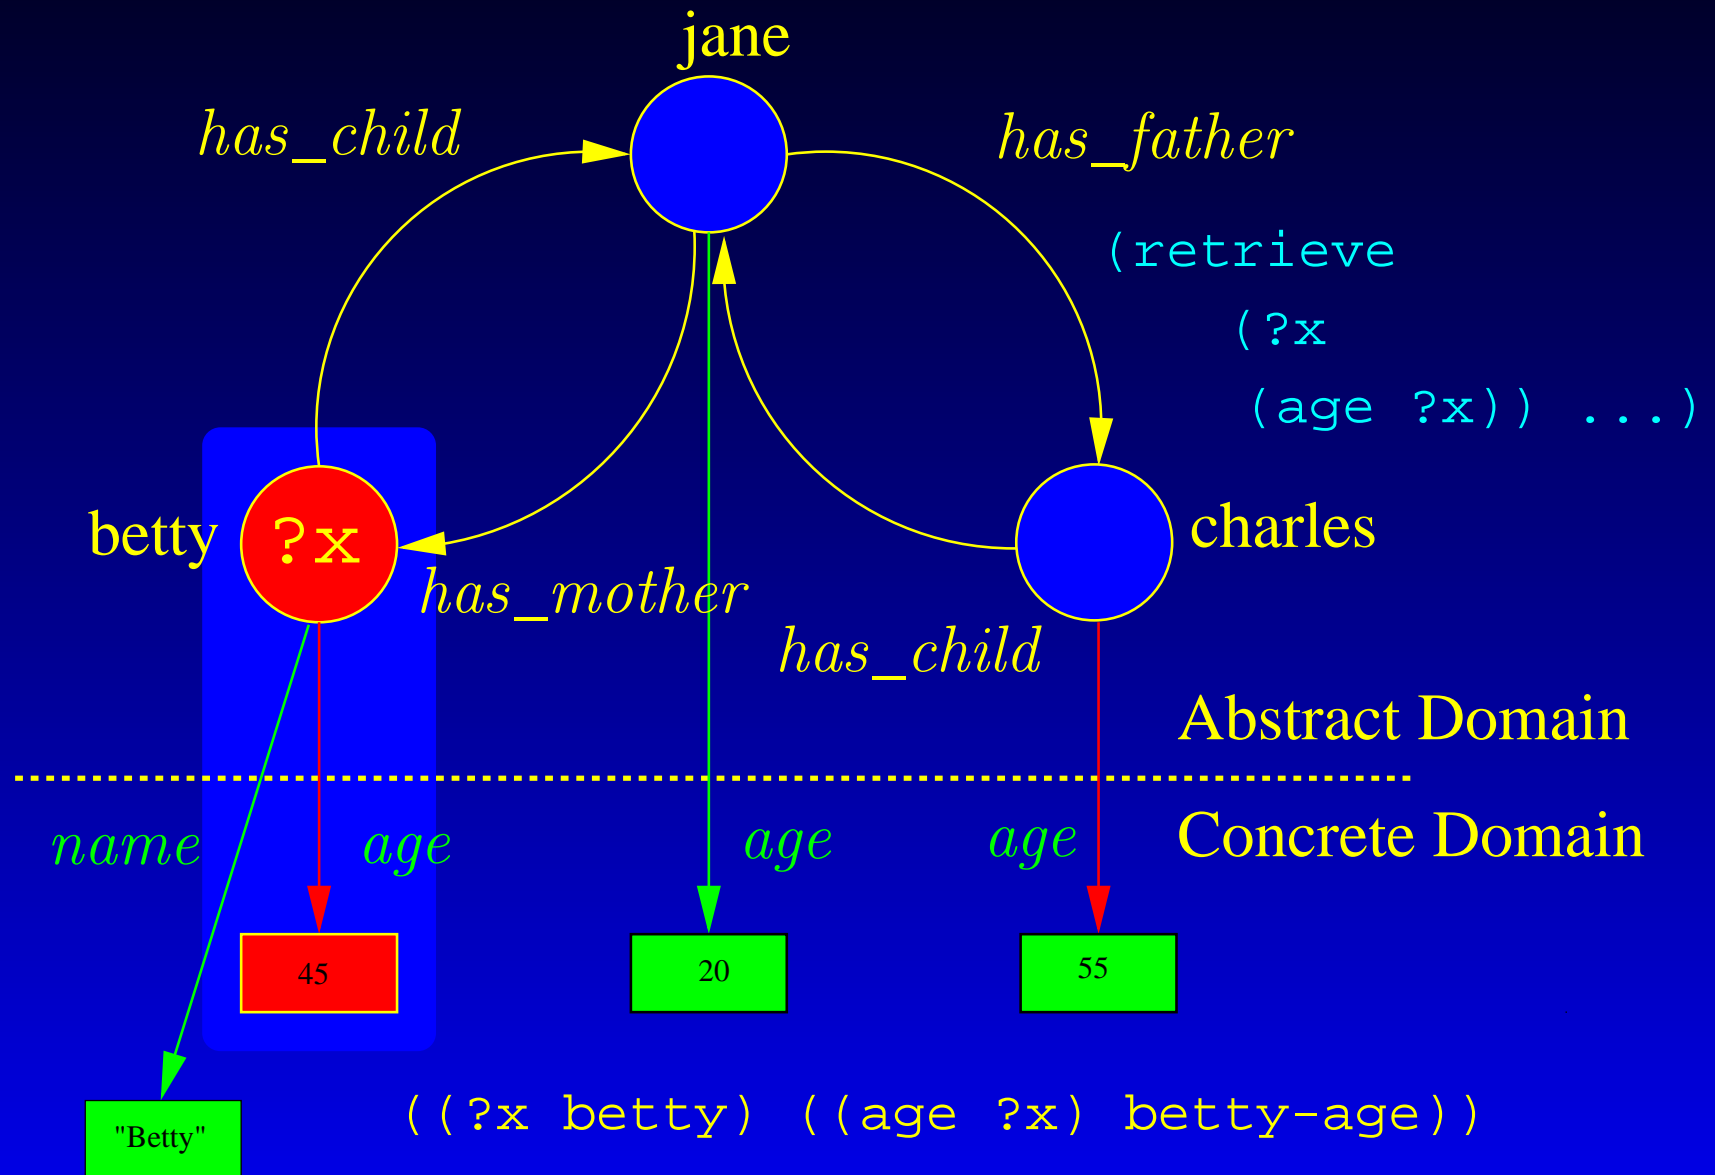 jane
has_child
has_father
(retrieve
(?x
(age ?x)) ...)
betty
?x
charles
has_mother
has_child
Abstract Domain
Concrete Domain
name
age
age
age
45
20
55
((?x betty) ((age ?x) betty-age))
"Betty"